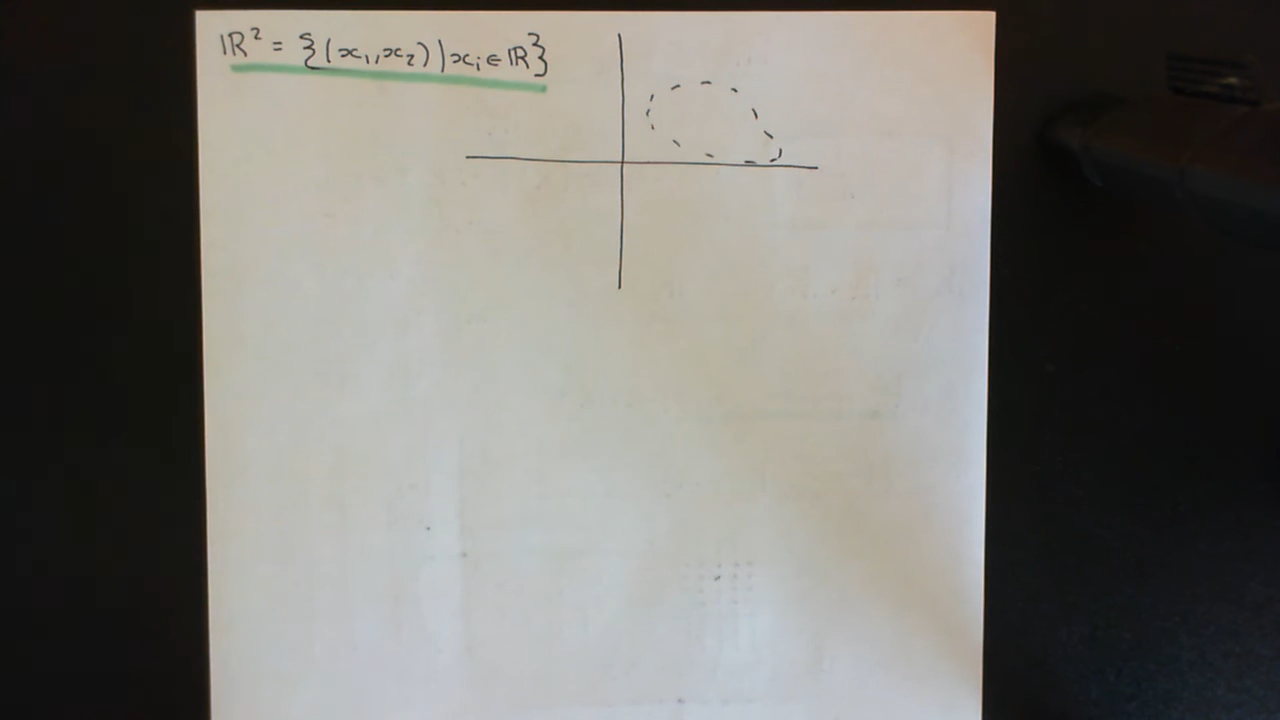 ℝ² = {(x₁,x₂)|xᵢ∈ℝ}